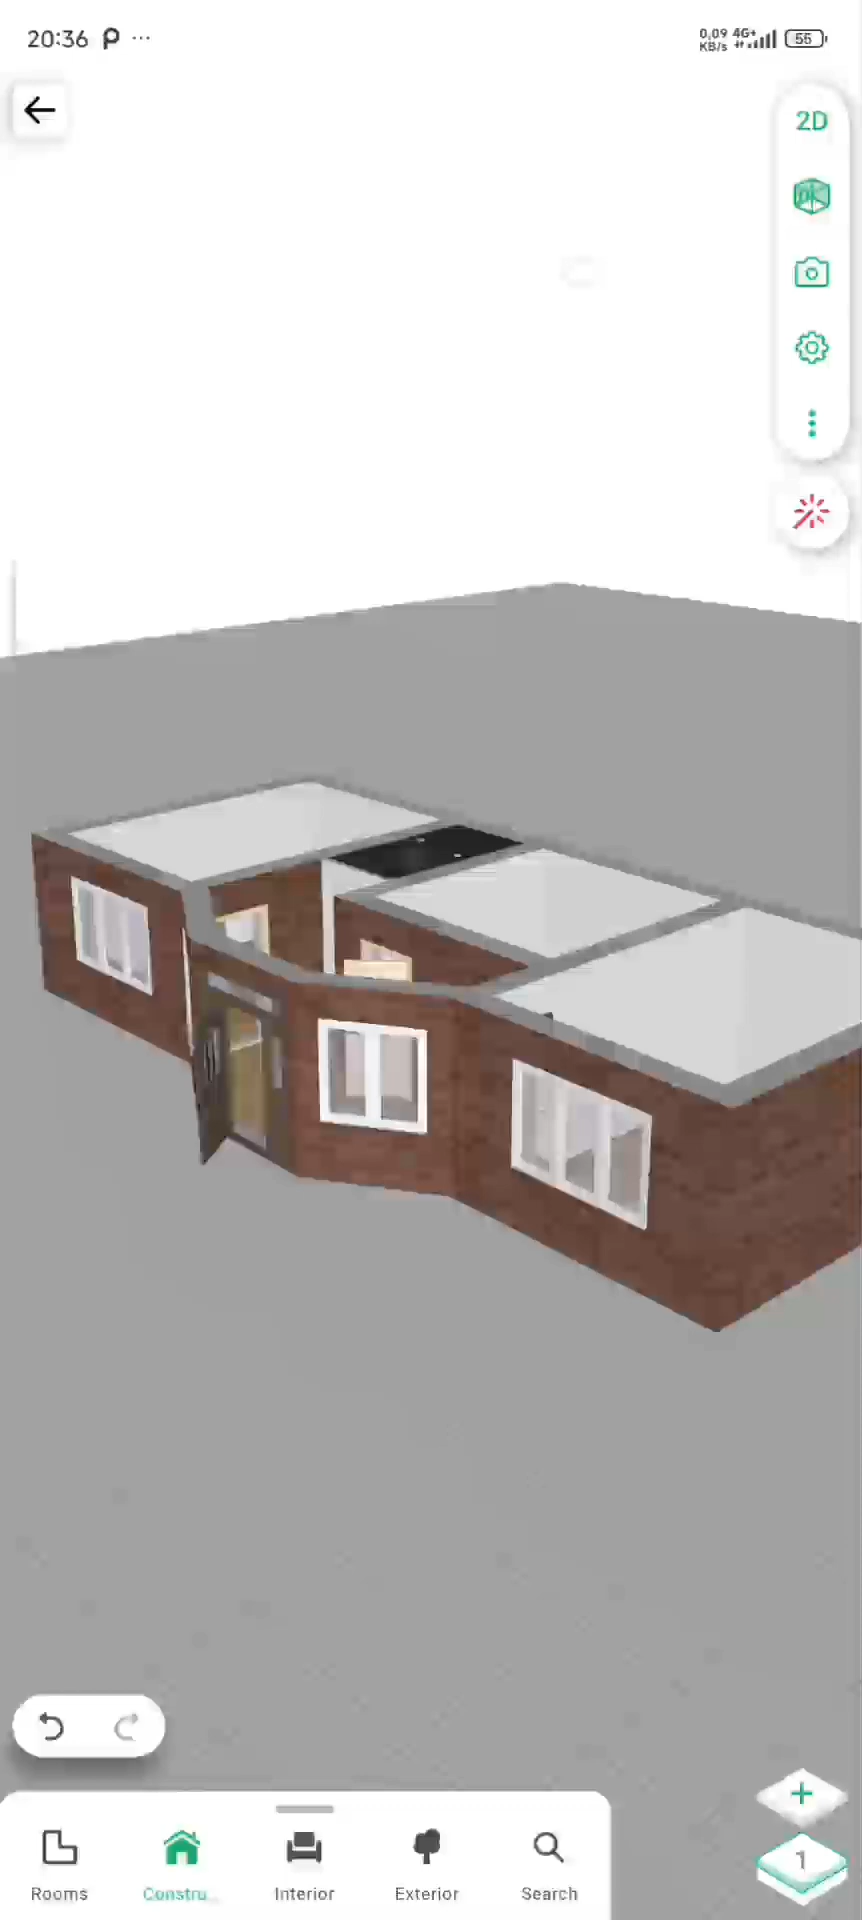 20:36 P ...
0,09 4G+
KB/s
55
2D
Rooms
Constru...
Interior
Exterior
Search
+
1